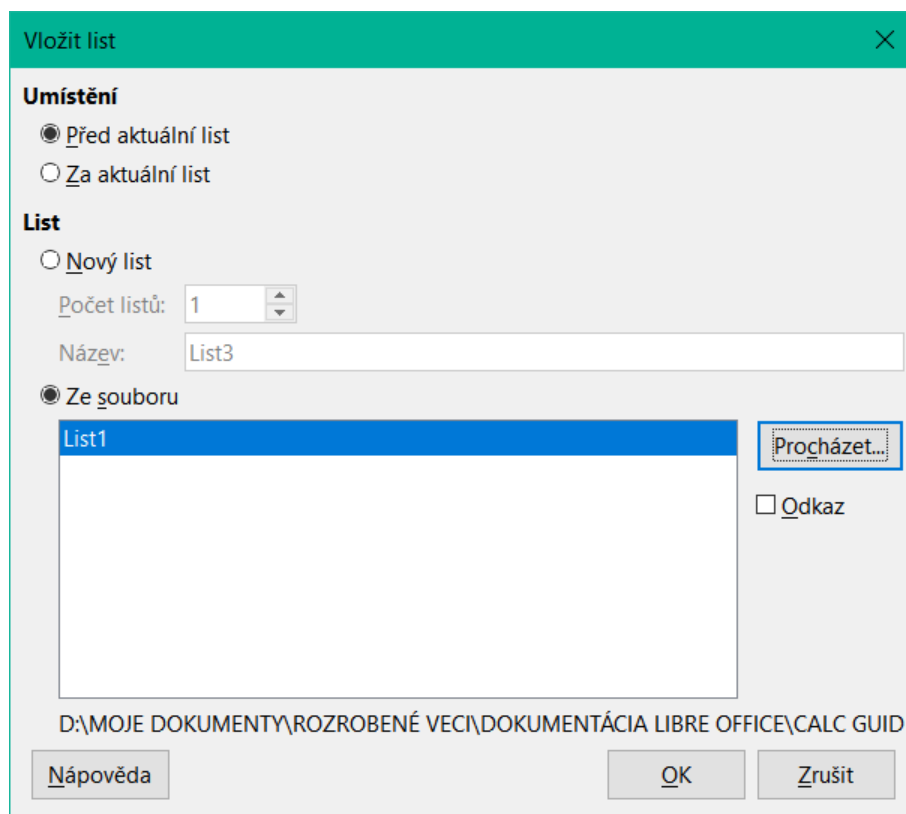 Vložit list
Umístění
Před aktuální list
Za aktuální list
List
Nový list
Počet listů: 1
Název: List3
Ze souboru
List1
Procházet...
Odkaz
D:\MOJE DOKUMENTY\ROZROBENÉ VECI\DOKUMENTÁCIA LIBRE OFFICE\CALC GUID
Nápověda OK Zrušit